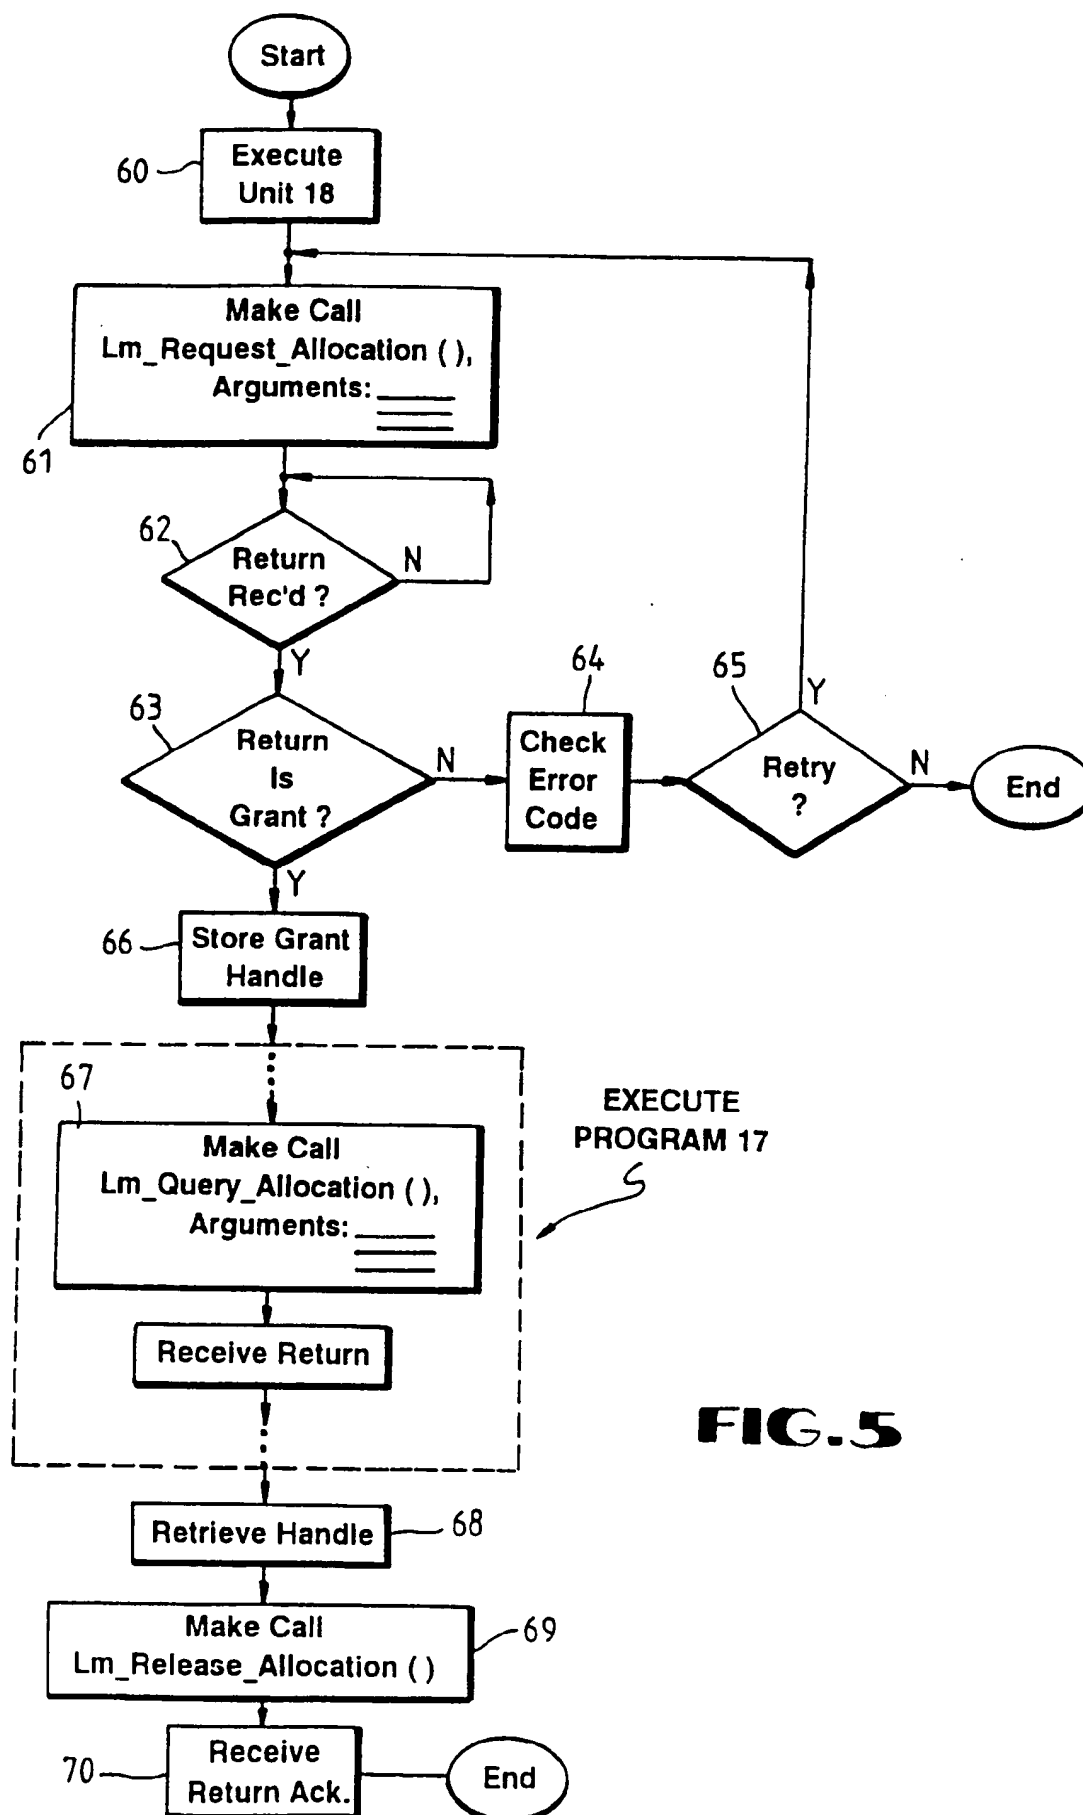 Start
60
Execute
Unit 18
Make Call
Lm_Request_Allocation ( ),
Arguments:
61
62
Return
Rec'd ?
N
Y
63
Return
Is
Grant ?
N
Y
64
Check
Error
Code
65
Retry
?
Y
N
End
66
Store Grant
Handle
67
Make Call
Lm_Query_Allocation ( ),
Arguments:
EXECUTE
PROGRAM 17
Receive Return
FIG.5
Retrieve Handle
68
Make Call
Lm_Release_Allocation ( )
69
70
Receive
Return Ack.
End